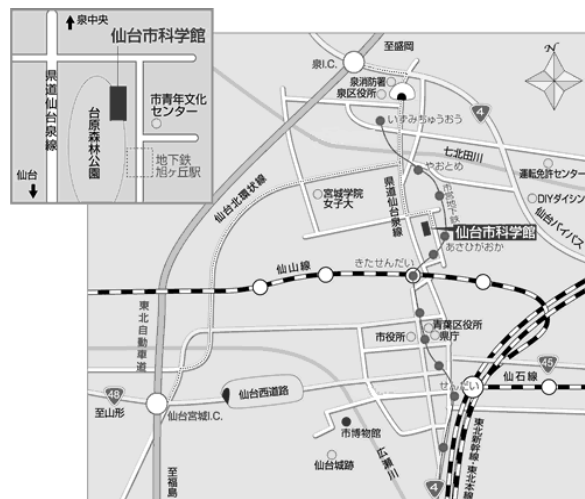 泉中央
仙台市科学館
県道仙台泉線
台原森林公園
市青年文化
センター
地下鉄
旭ヶ丘駅
仙台
至盛岡
泉I.C.
泉消防署
泉区役所
N
4
いずみちゅうおう
七北田川
やおとめ
運転免許センター
市営地下鉄
DIYダイシン
仙台バイパス
宮城学院
女子大
県道仙台泉線
仙台北環状線
仙台市科学館
あさひがおか
きたせんだい
仙山線
東北自動車道
青葉区役所
市役所
県庁
45
せんだい
仙石線
48
仙台西道路
至山形
仙台宮城I.C.
市博物館
仙台城跡
広瀬川
至福島
4
東北新幹線・東北本線